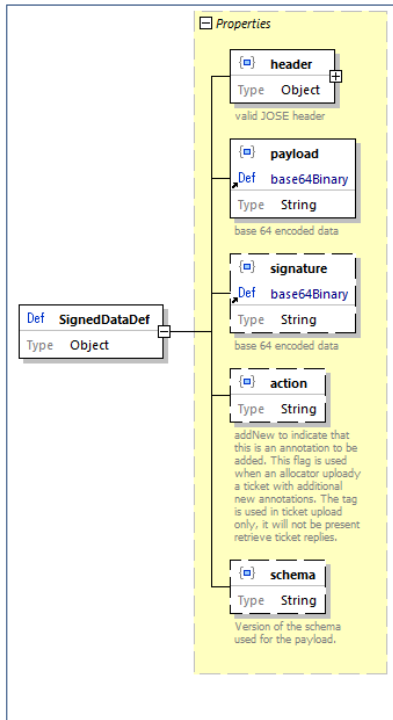 Properties
header
Type Object
valid JOSE header
payload
Def base64Binary
Type String
base 64 encoded data
signature
Def base64Binary
Type String
base 64 encoded data
Def SignedDataDef
Type Object
action
Type String
addNew to indicate that
this is an annotation to be
added. This flag is used
when an allocator uploady
a ticket with additional
new annotations. The tag
is used in ticket upload
only, it will not be present
retrieve ticket replies.
schema
Type String
Version of the schema
used for the payload.